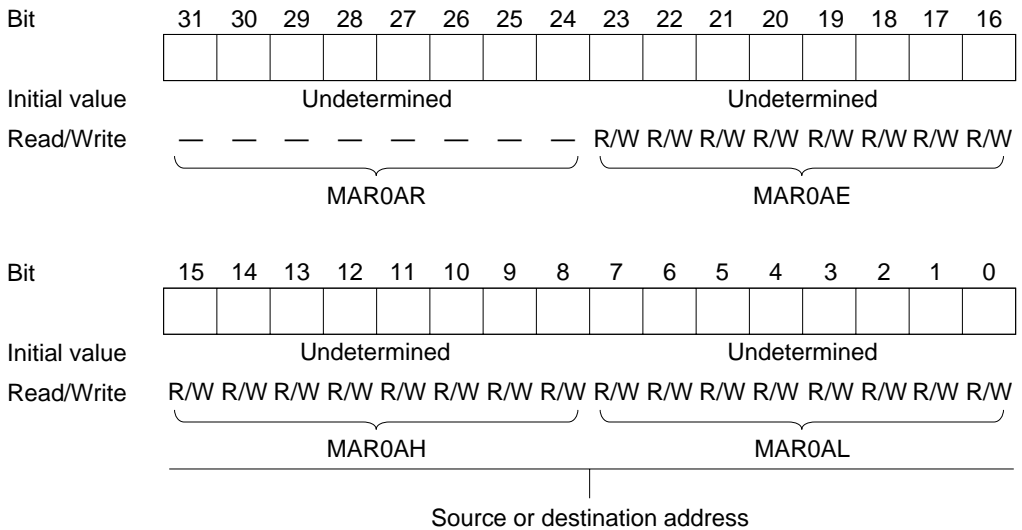 Bit 31 30 29 28 27 26 25 24 23 22 21 20 19 18 17 16
Initial value Undetermined Undetermined
Read/Write — — — — — — — — R/W R/W R/W R/W R/W R/W R/W R/W
MAR0AR MAR0AE
Bit 15 14 13 12 11 10 9 8 7 6 5 4 3 2 1 0
Initial value Undetermined Undetermined
Read/Write R/W R/W R/W R/W R/W R/W R/W R/W R/W R/W R/W R/W R/W R/W R/W R/W
MAR0AH MAR0AL
Source or destination address